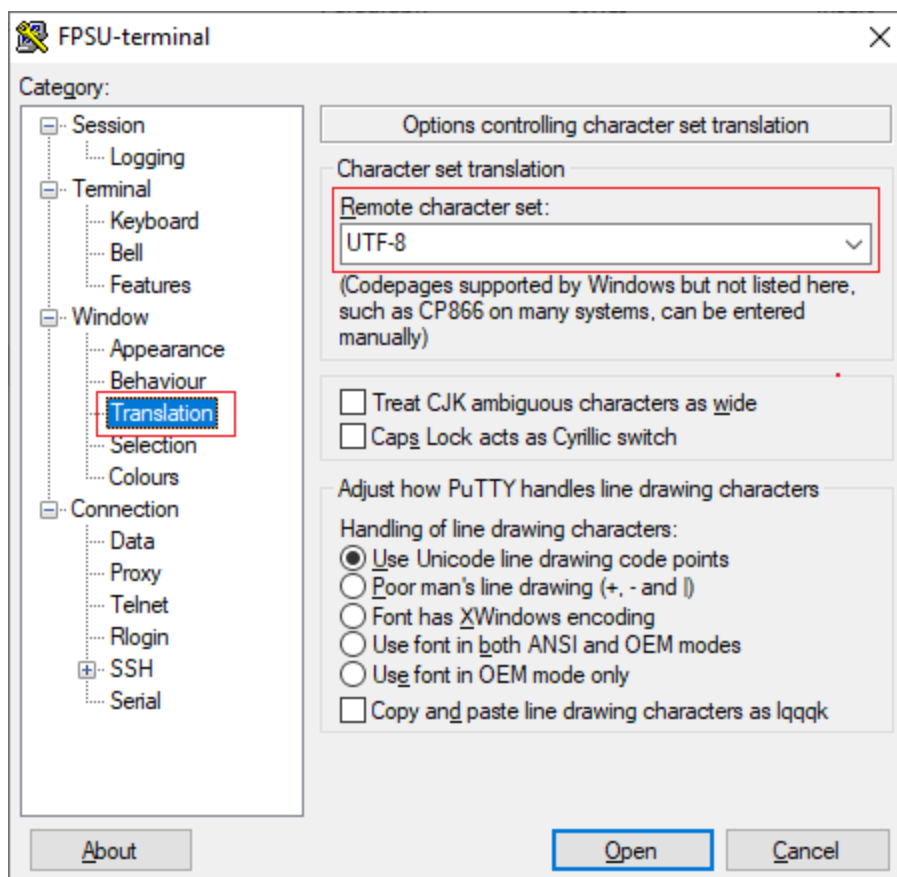 FPSU-terminal
Category:
Session
Logging
Terminal
Keyboard
Bell
Features
Window
Appearance
Behaviour
Translation
Selection
Colours
Connection
Data
Proxy
Telnet
Rlogin
SSH
Serial
Options controlling character set translation
Character set translation
Remote character set:
UTF-8
(Codepages supported by Windows but not listed here,
such as CP866 on many systems, can be entered
manually)
Treat CJK ambiguous characters as wide
Caps Lock acts as Cyrillic switch
Adjust how PuTTY handles line drawing characters
Handling of line drawing characters:
Use Unicode line drawing code points
Poor man's line drawing (+, - and |)
Font has XWindows encoding
Use font in both ANSI and OEM modes
Use font in OEM mode only
Copy and paste line drawing characters as lqqqk
About
Open
Cancel